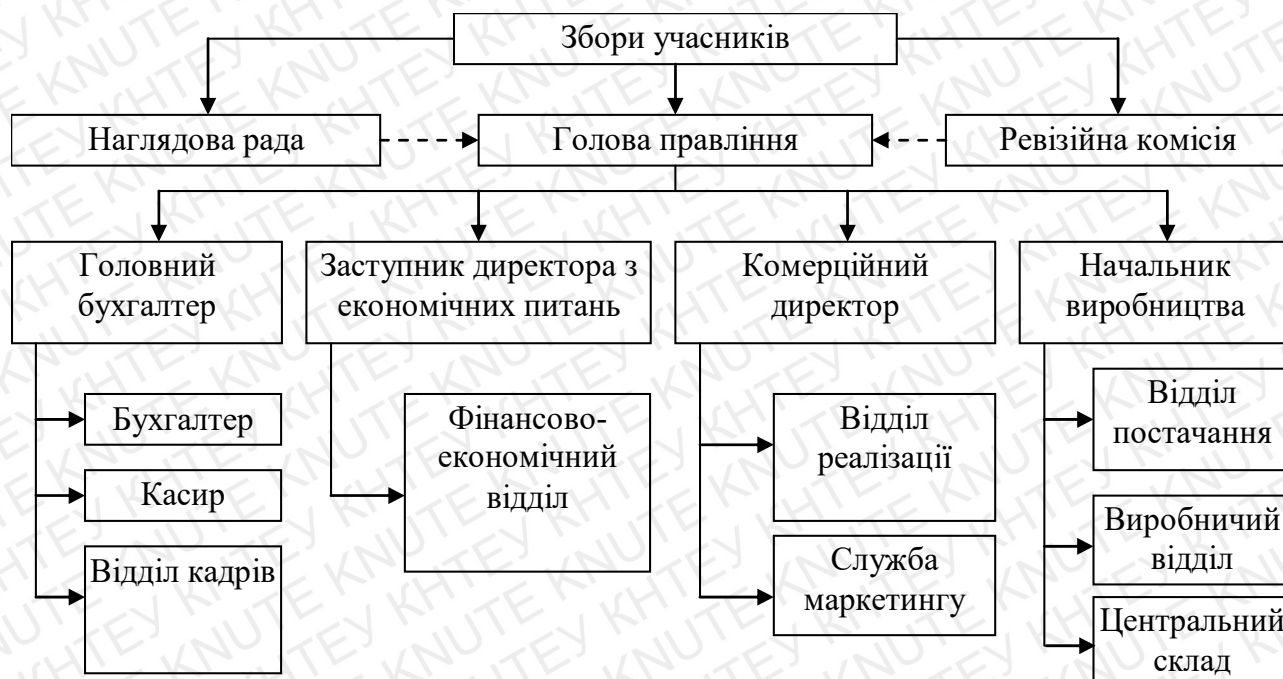 Збори учасників
Наглядова рада
Голова правління
Ревізійна комісія
Головний
бухгалтер
Заступник директора з
економічних питань
Комерційний
директор
Начальник
виробництва
Бухгалтер
Касир
Відділ кадрів
Фінансово-
економічний
відділ
Відділ
реалізації
Служба
маркетингу
Відділ
постачання
Виробничий
відділ
Центральний
склад